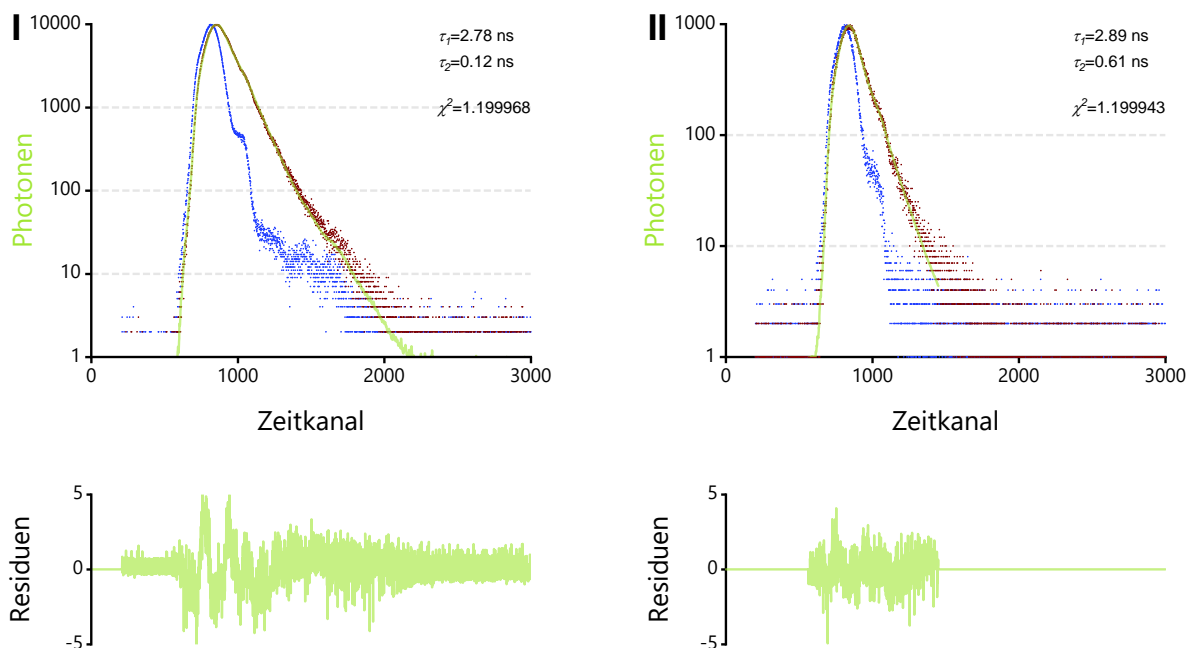 I
10000
1000
100
10
1
Photonen
τ1=2.78 ns
τ2=0.12 ns
χ2=1.199968
0
1000
2000
3000
Zeitkanal
5
0
-5
Residuen
II
1000
100
10
1
Photonen
τ1=2.89 ns
τ2=0.61 ns
χ2=1.199943
0
1000
2000
3000
Zeitkanal
5
0
-5
Residuen